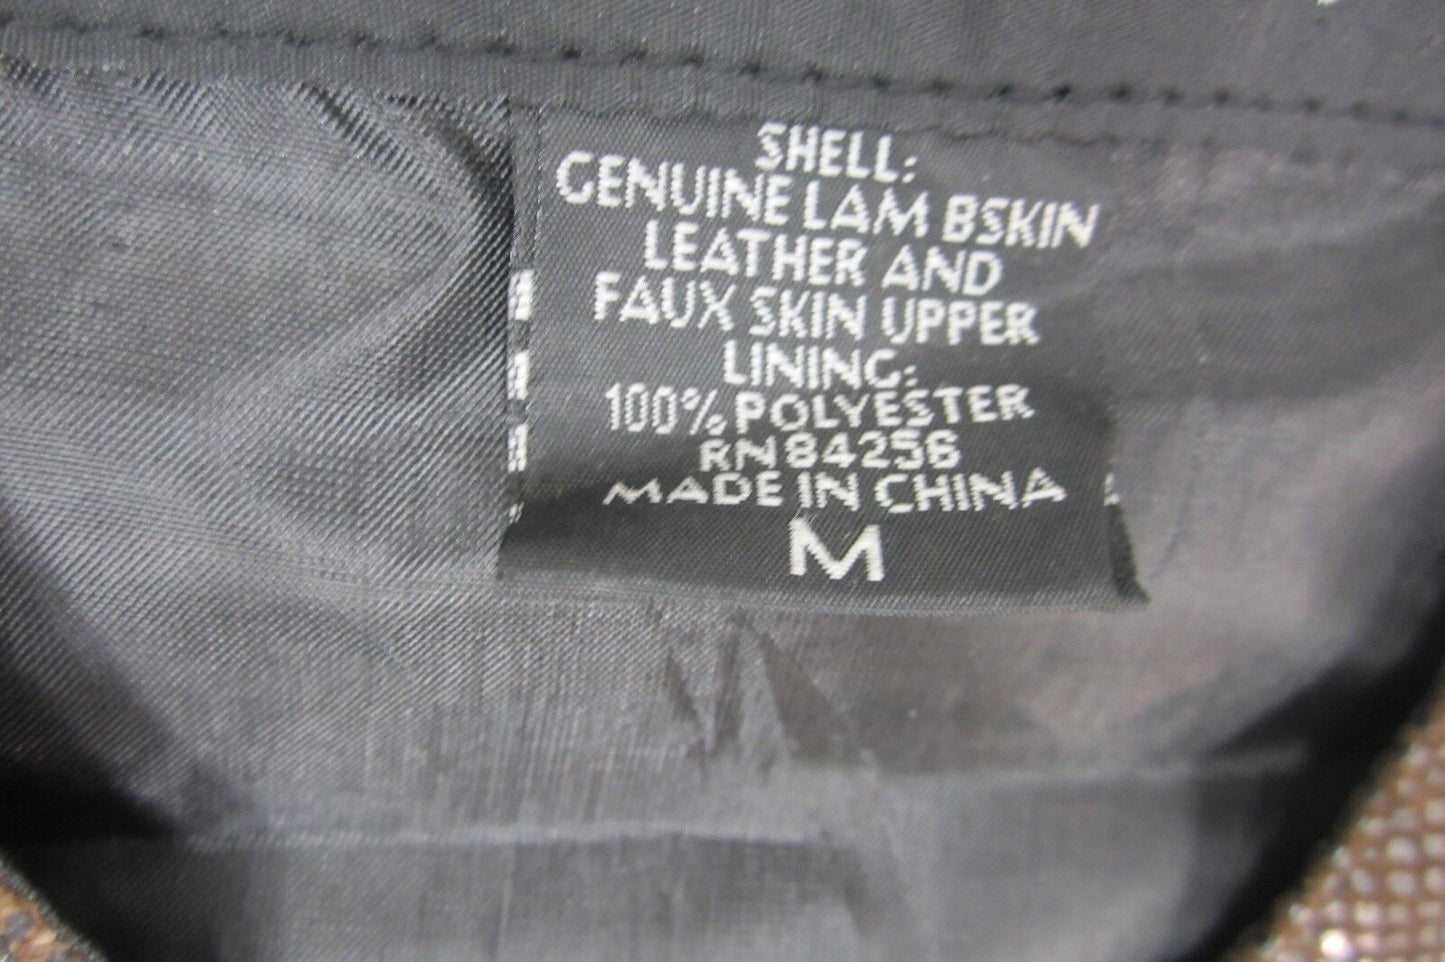 SHELL:
GENUINE LAM BSKIN
LEATHER AND
FAUX SKIN UPPER
LINING:
100% POLYESTER
RN 84256
MADE IN CHINA
M